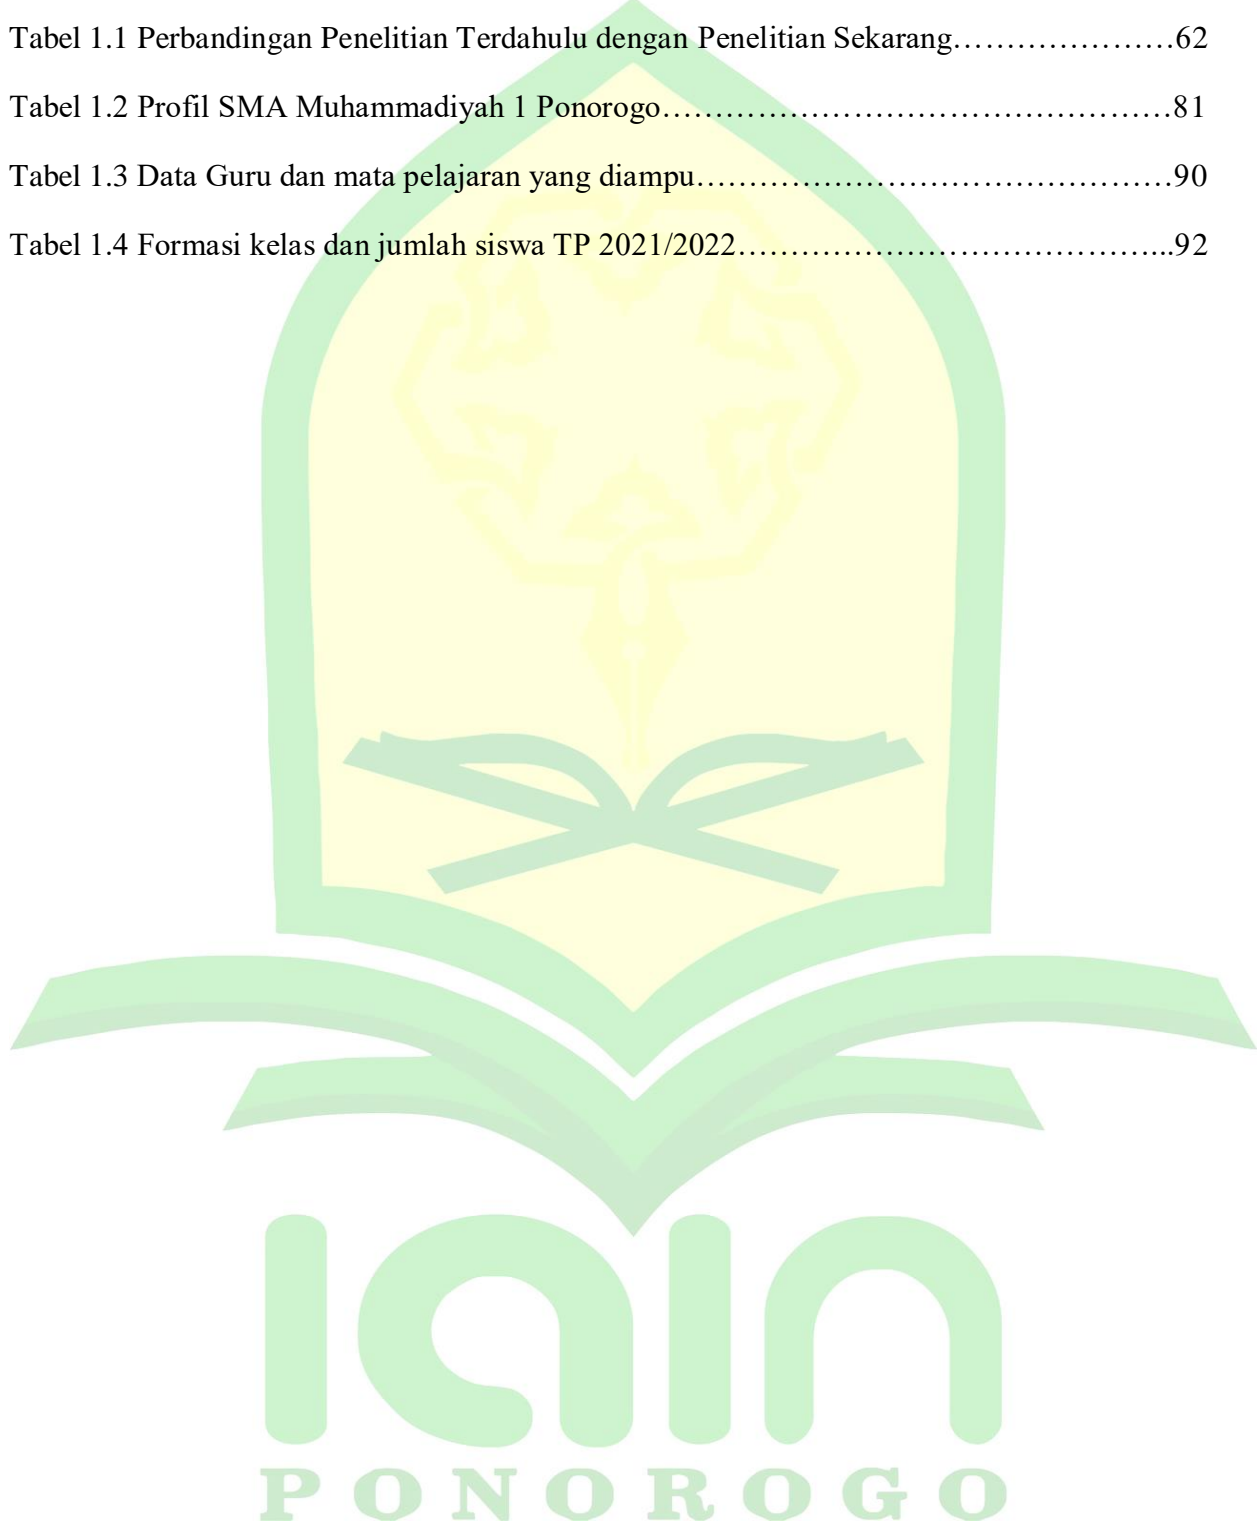 Tabel 1.1 Perbandingan Penelitian Terdahulu dengan Penelitian Sekarang…………………62
Tabel 1.2 Profil SMA Muhammadiyah 1 Ponorogo…………………………………………81
Tabel 1.3 Data Guru dan mata pelajaran yang diampu………………………………………90
Tabel 1.4 Formasi kelas dan jumlah siswa TP 2021/2022…………………………………...92
iain
PONOROGO